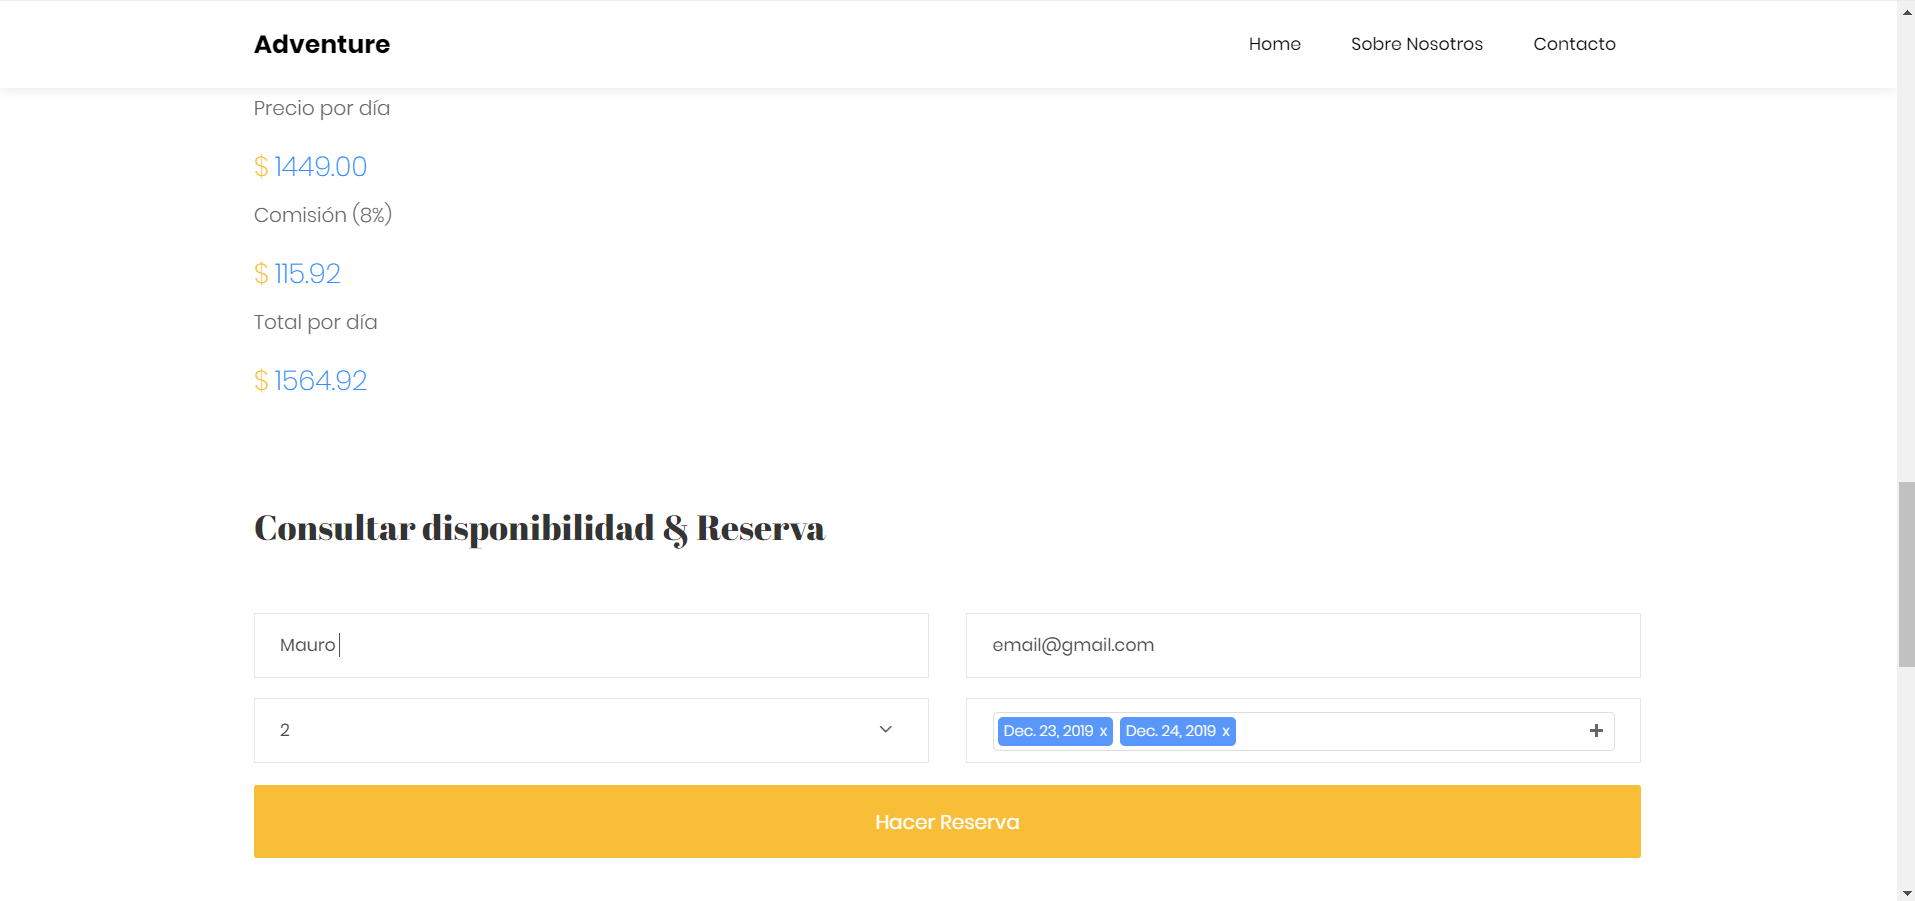 Adventure
Home Sobre Nosotros Contacto
Precio por día
$ 1449.00
Comisión (8%)
$ 115.92
Total por día
$ 1564.92
Consultar disponibilidad & Reserva
Mauro email@gmail.com
2 Dec. 23, 2019 x Dec. 24, 2019 x +
Hacer Reserva